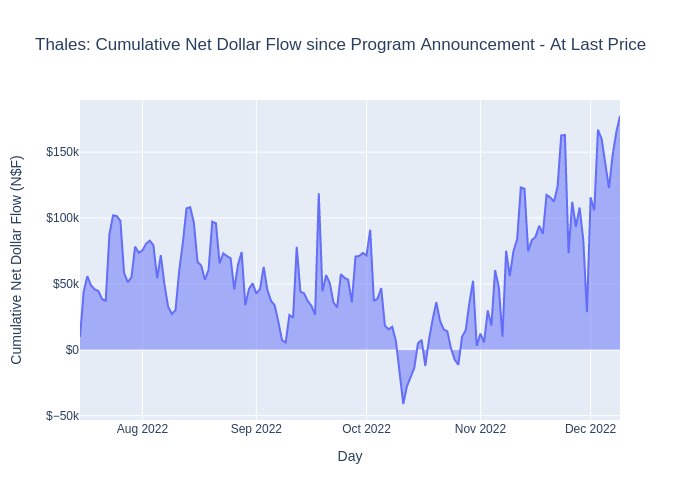 Thales: Cumulative Net Dollar Flow since Program Announcement - At Last Price
Cumulative Net Dollar Flow (N$F)
$150k
$100k
$50k
$0
$−50k
Aug 2022
Sep 2022
Oct 2022
Nov 2022
Dec 2022
Day